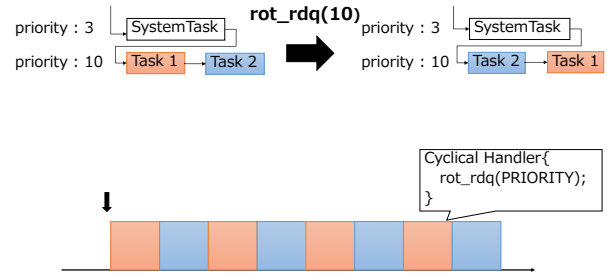 rot_rdq(10)
priority : 3
SystemTask
priority : 10
Task 1
Task 2
priority : 3
SystemTask
priority : 10
Task 2
Task 1
Cyclical Handler{
rot_rdq(PRIORITY);
}